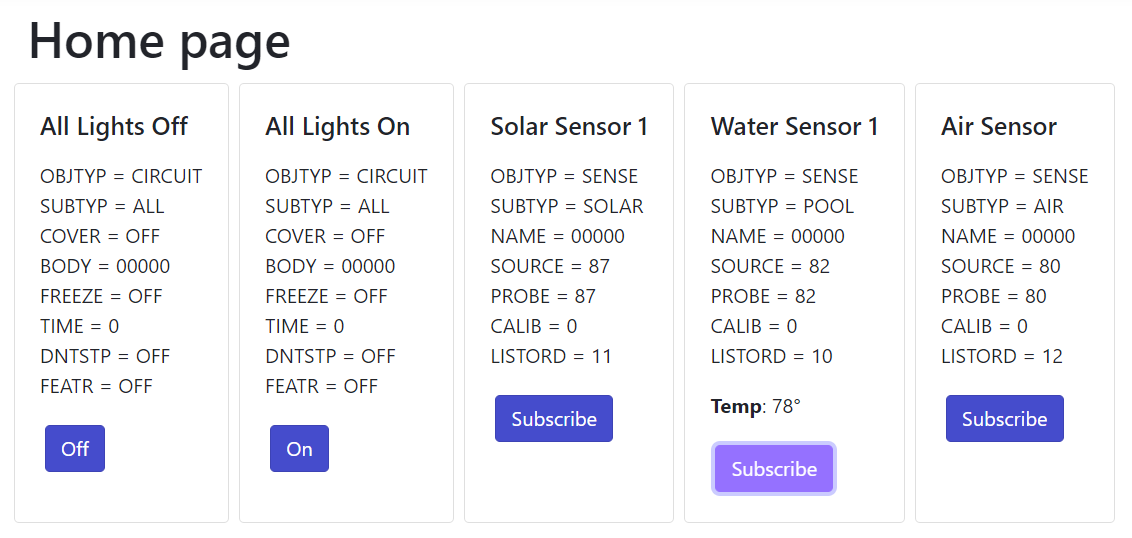 Home page
All Lights Off
OBJTYP = CIRCUIT
SUBTYP = ALL
COVER = OFF
BODY = 00000
FREEZE = OFF
TIME = 0
DNTSTP = OFF
FEATR = OFF
Off
All Lights On
OBJTYP = CIRCUIT
SUBTYP = ALL
COVER = OFF
BODY = 00000
FREEZE = OFF
TIME = 0
DNTSTP = OFF
FEATR = OFF
On
Solar Sensor 1
OBJTYP = SENSE
SUBTYP = SOLAR
NAME = 00000
SOURCE = 87
PROBE = 87
CALIB = 0
LISTORD = 11
Subscribe
Water Sensor 1
OBJTYP = SENSE
SUBTYP = POOL
NAME = 00000
SOURCE = 82
PROBE = 82
CALIB = 0
LISTORD = 10
Temp: 78°
Subscribe
Air Sensor
OBJTYP = SENSE
SUBTYP = AIR
NAME = 00000
SOURCE = 80
PROBE = 80
CALIB = 0
LISTORD = 12
Subscribe